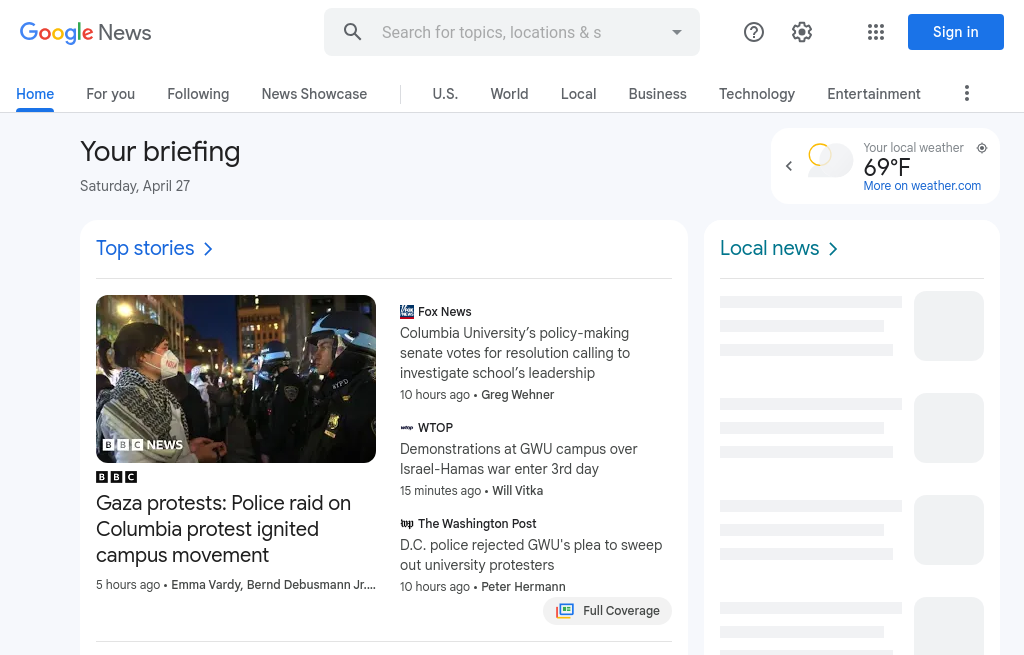 Google News
Search for topics, locations & s
Sign in
Home
For you
Following
News Showcase
U.S.
World
Local
Business
Technology
Entertainment
Your briefing
Saturday, April 27
Your local weather
69°F
More on weather.com
Top stories
BBC NEWS
NYPD
BBC
Gaza protests: Police raid on
Columbia protest ignited
campus movement
5 hours ago • Emma Vardy, Bernd Debusmann Jr....
Fox News
Columbia University's policy-making
senate votes for resolution calling to
investigate school's leadership
10 hours ago • Greg Wehner
WTOP
Demonstrations at GWU campus over
Israel-Hamas war enter 3rd day
15 minutes ago • Will Vitka
The Washington Post
D.C. police rejected GWU's plea to sweep
out university protesters
10 hours ago • Peter Hermann
Full Coverage
Local news